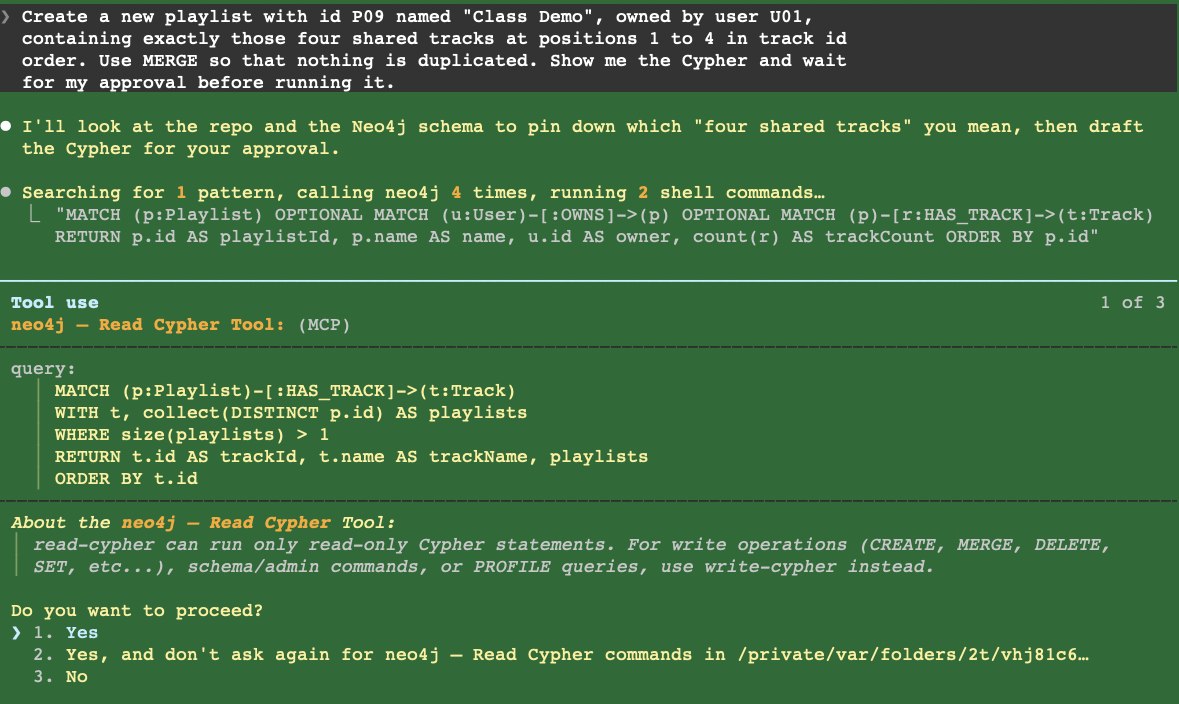 ❯ Create a new playlist with id P09 named "Class Demo", owned by user U01,
containing exactly those four shared tracks at positions 1 to 4 in track id
order. Use MERGE so that nothing is duplicated. Show me the Cypher and wait
for my approval before running it.
● I'll look at the repo and the Neo4j schema to pin down which "four shared tracks" you mean, then draft
the Cypher for your approval.
● Searching for 1 pattern, calling neo4j 4 times, running 2 shell commands…
⎿ "MATCH (p:Playlist) OPTIONAL MATCH (u:User)-[:OWNS]->(p) OPTIONAL MATCH (p)-[r:HAS_TRACK]->(t:Track)
RETURN p.id AS playlistId, p.name AS name, u.id AS owner, count(r) AS trackCount ORDER BY p.id"
Tool use 1 of 3
neo4j — Read Cypher Tool: (MCP)
query:
MATCH (p:Playlist)-[:HAS_TRACK]->(t:Track)
WITH t, collect(DISTINCT p.id) AS playlists
WHERE size(playlists) > 1
RETURN t.id AS trackId, t.name AS trackName, playlists
ORDER BY t.id
About the neo4j — Read Cypher Tool:
read-cypher can run only read-only Cypher statements. For write operations (CREATE, MERGE, DELETE,
SET, etc...), schema/admin commands, or PROFILE queries, use write-cypher instead.
Do you want to proceed?
❯ 1. Yes
2. Yes, and don't ask again for neo4j — Read Cypher commands in /private/var/folders/2t/vhj81c6…
3. No